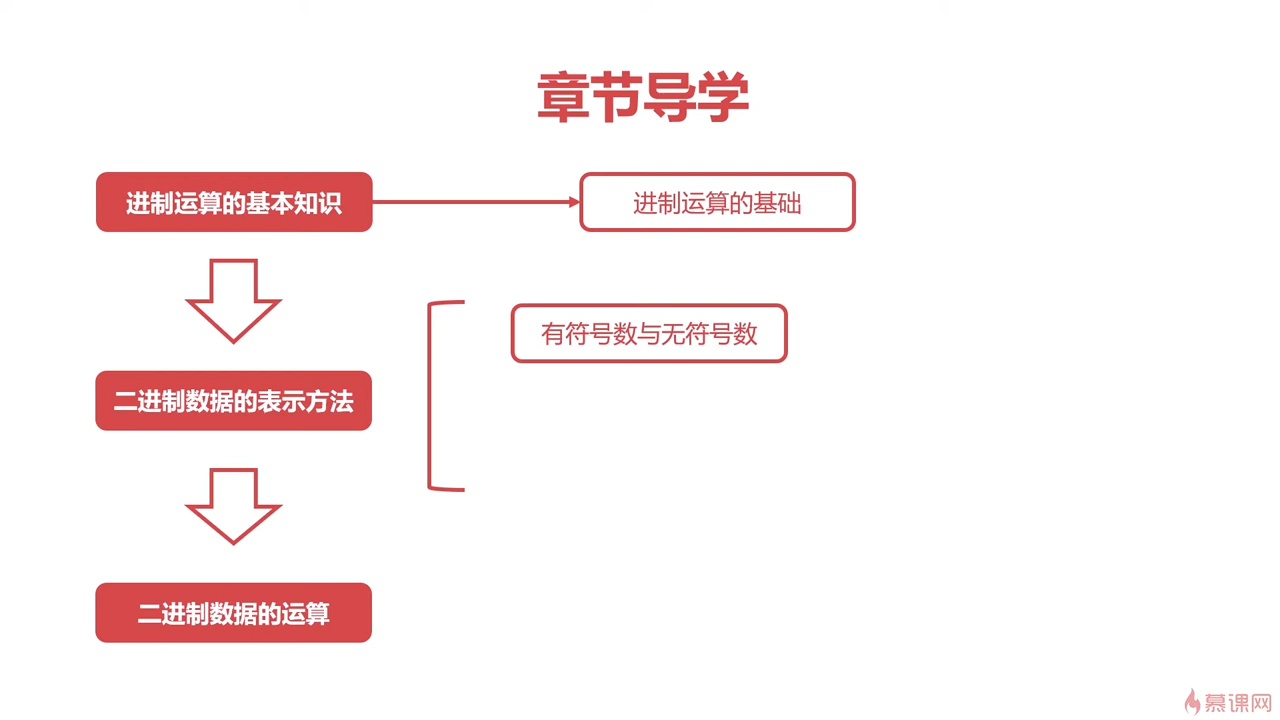 章节导学
进制运算的基本知识
进制运算的基础
有符号数与无符号数
二进制数据的表示方法
二进制数据的运算
慕课网